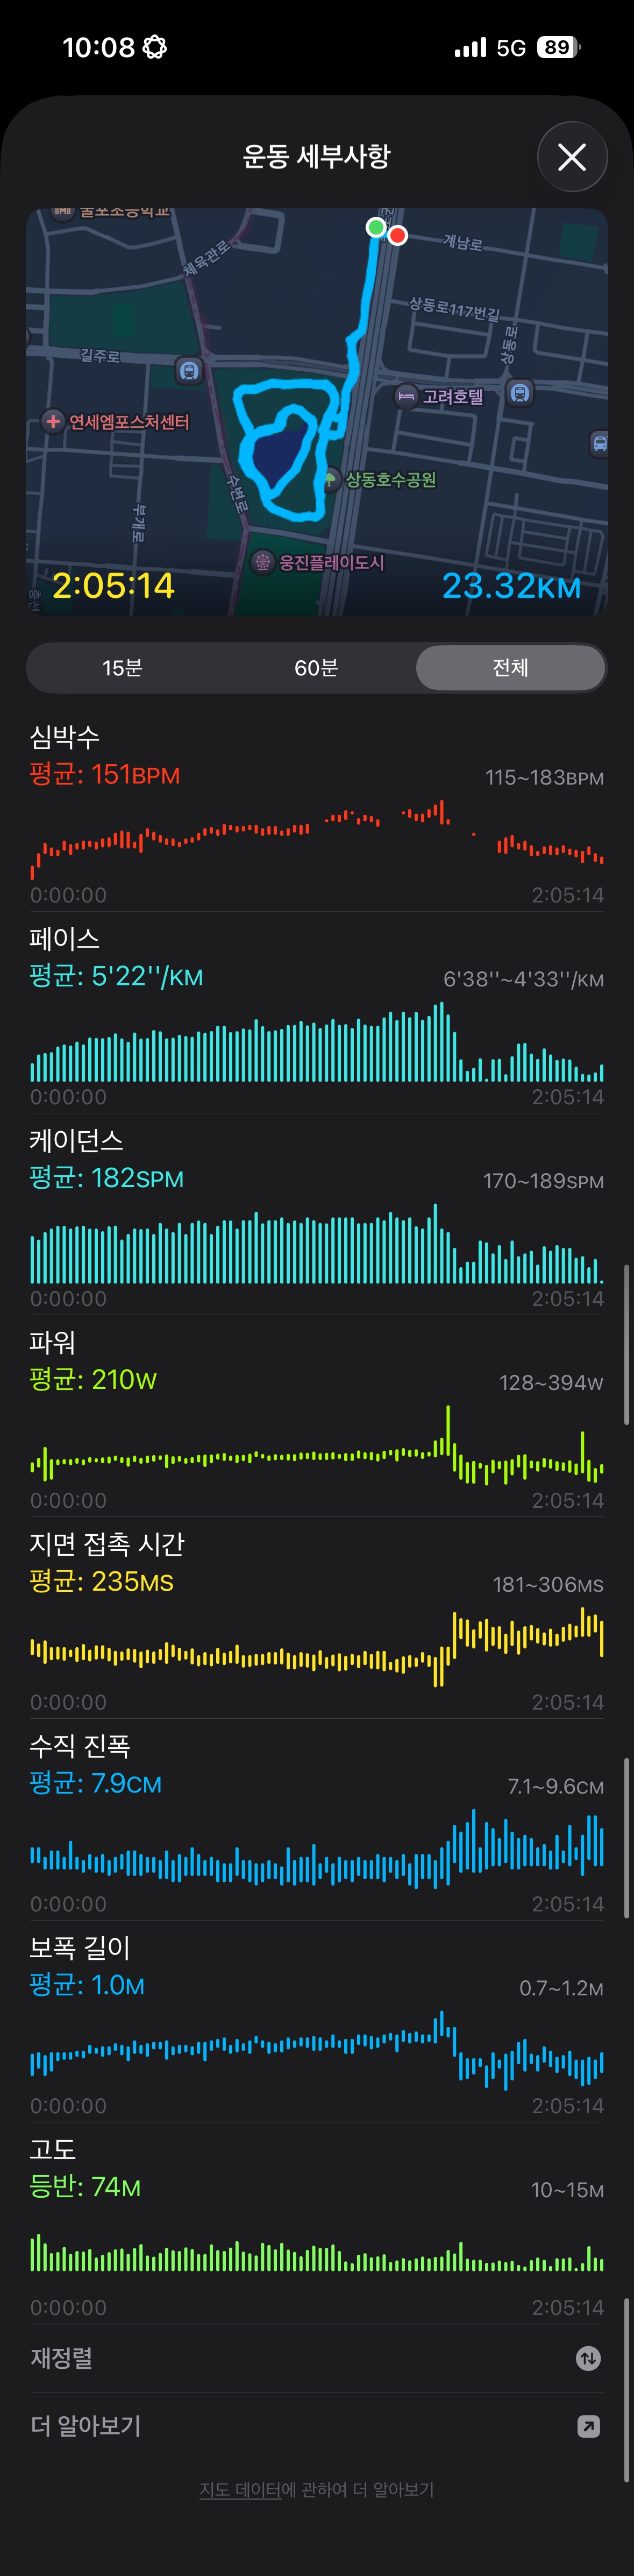 10:08 5G 89
운동 세부사항
체육관로
계남로
상동로117번길
상동로
길주로
고려호텔
연세엠포스처센터
수변로
상동호수공원
부개로
웅진플레이도시
2:05:14 23.32KM
15분 60분 전체
심박수
평균: 151BPM 115~183BPM
0:00:00 2:05:14
페이스
평균: 5'22''/KM 6'38''~4'33''/KM
0:00:00 2:05:14
케이던스
평균: 182SPM 170~189SPM
0:00:00 2:05:14
파워
평균: 210W 128~394W
0:00:00 2:05:14
지면 접촉 시간
평균: 235MS 181~306MS
0:00:00 2:05:14
수직 진폭
평균: 7.9CM 7.1~9.6CM
0:00:00 2:05:14
보폭 길이
평균: 1.0M 0.7~1.2M
0:00:00 2:05:14
고도
등반: 74M 10~15M
0:00:00 2:05:14
재정렬
더 알아보기
지도 데이터에 관하여 더 알아보기